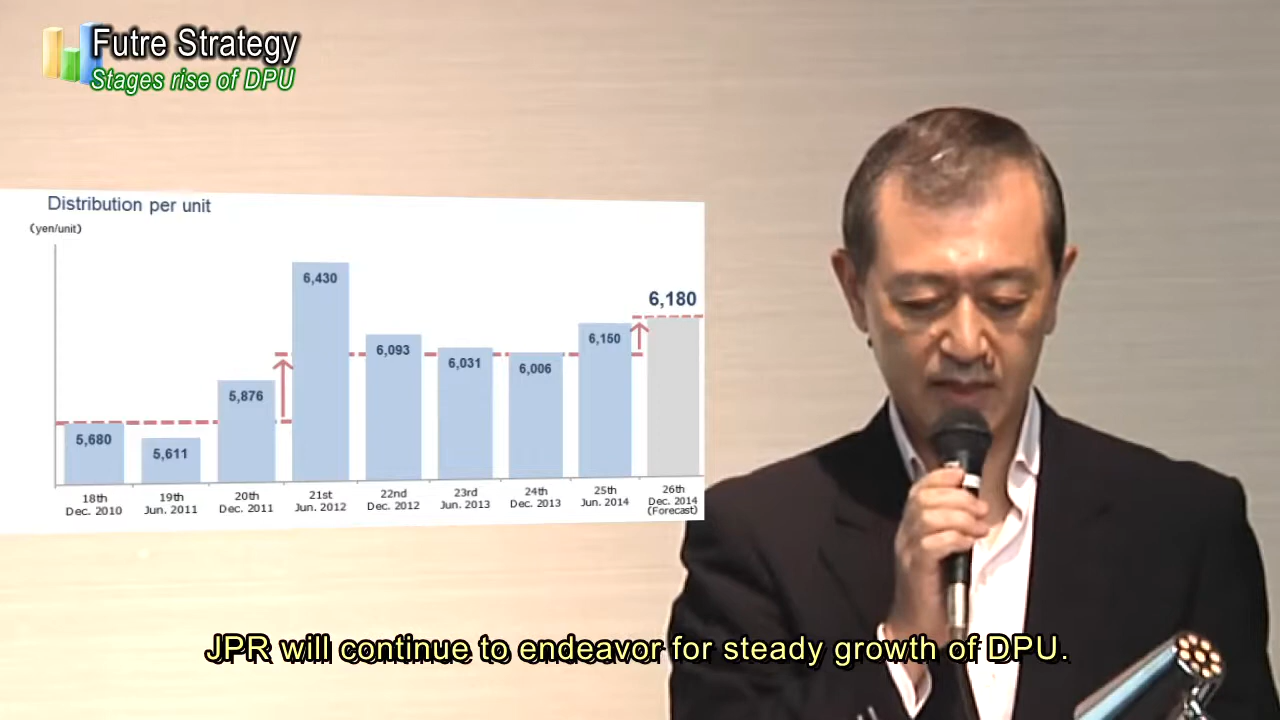 Futre Strategy
Stages rise of DPU
Distribution per unit
(yen/unit)
6,430
6,180
6,150
6,093
6,031
6,006
5,876
5,680
5,611
18th
Dec. 2010
19th
Jun. 2011
20th
Dec. 2011
21st
Jun. 2012
22nd
Dec. 2012
23rd
Jun. 2013
24th
Dec. 2013
25th
Jun. 2014
26th
Dec. 2014
(Forecast)
JPR will continue to endeavor for steady growth of DPU.